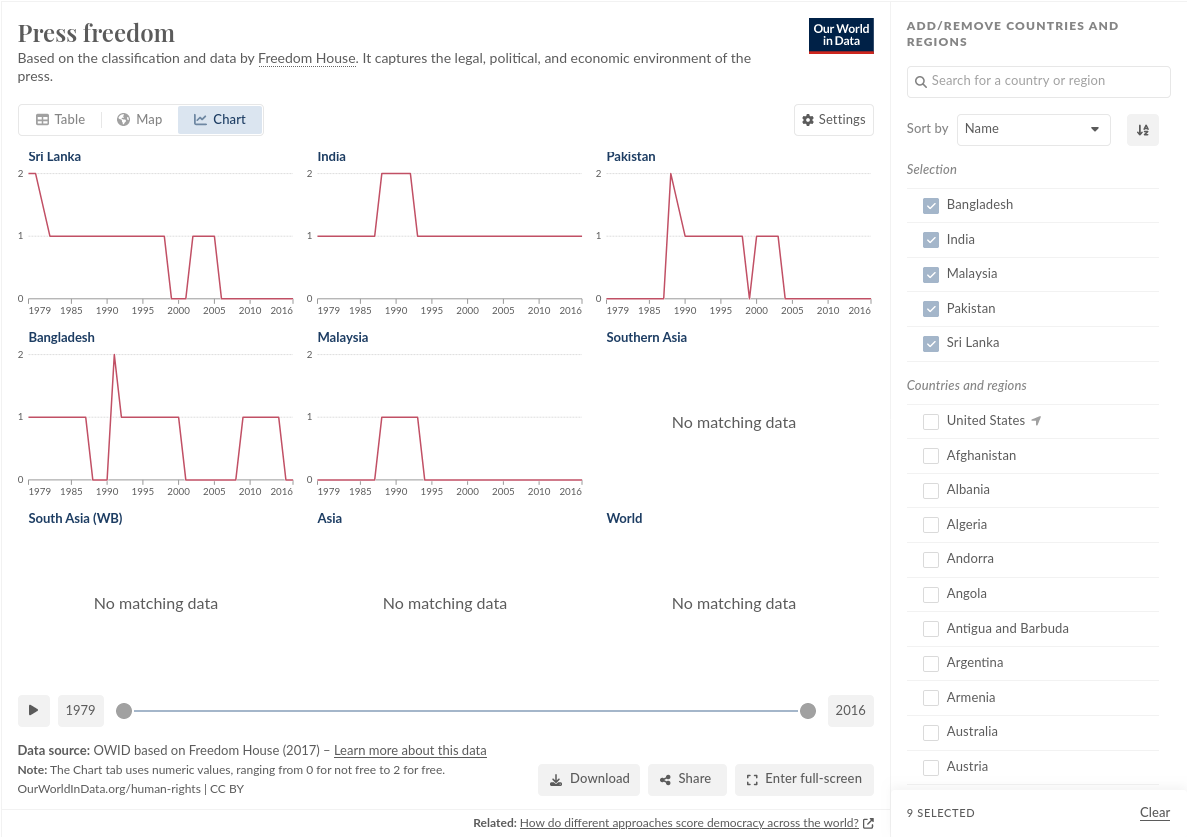 Press freedom
Based on the classification and data by Freedom House. It captures the legal, political, and economic environment of the
press.
Our World
in Data
Table
Map
Chart
Settings
Sri Lanka
2
1
0
1979 1985 1990 1995 2000 2005 2010 2016
India
2
1
0
1979 1985 1990 1995 2000 2005 2010 2016
Pakistan
2
1
0
1979 1985 1990 1995 2000 2005 2010 2016
Bangladesh
2
1
0
1979 1985 1990 1995 2000 2005 2010 2016
Malaysia
2
1
0
1979 1985 1990 1995 2000 2005 2010 2016
Southern Asia
No matching data
South Asia (WB)
No matching data
Asia
No matching data
World
No matching data
1979
2016
Data source: OWID based on Freedom House (2017) – Learn more about this data
Note: The Chart tab uses numeric values, ranging from 0 for not free to 2 for free.
OurWorldInData.org/human-rights | CC BY
Download
Share
Enter full-screen
Related: How do different approaches score democracy across the world?
ADD/REMOVE COUNTRIES AND
REGIONS
Search for a country or region
Sort by
Name
Selection
Bangladesh
India
Malaysia
Pakistan
Sri Lanka
Countries and regions
United States
Afghanistan
Albania
Algeria
Andorra
Angola
Antigua and Barbuda
Argentina
Armenia
Australia
Austria
9 SELECTED
Clear